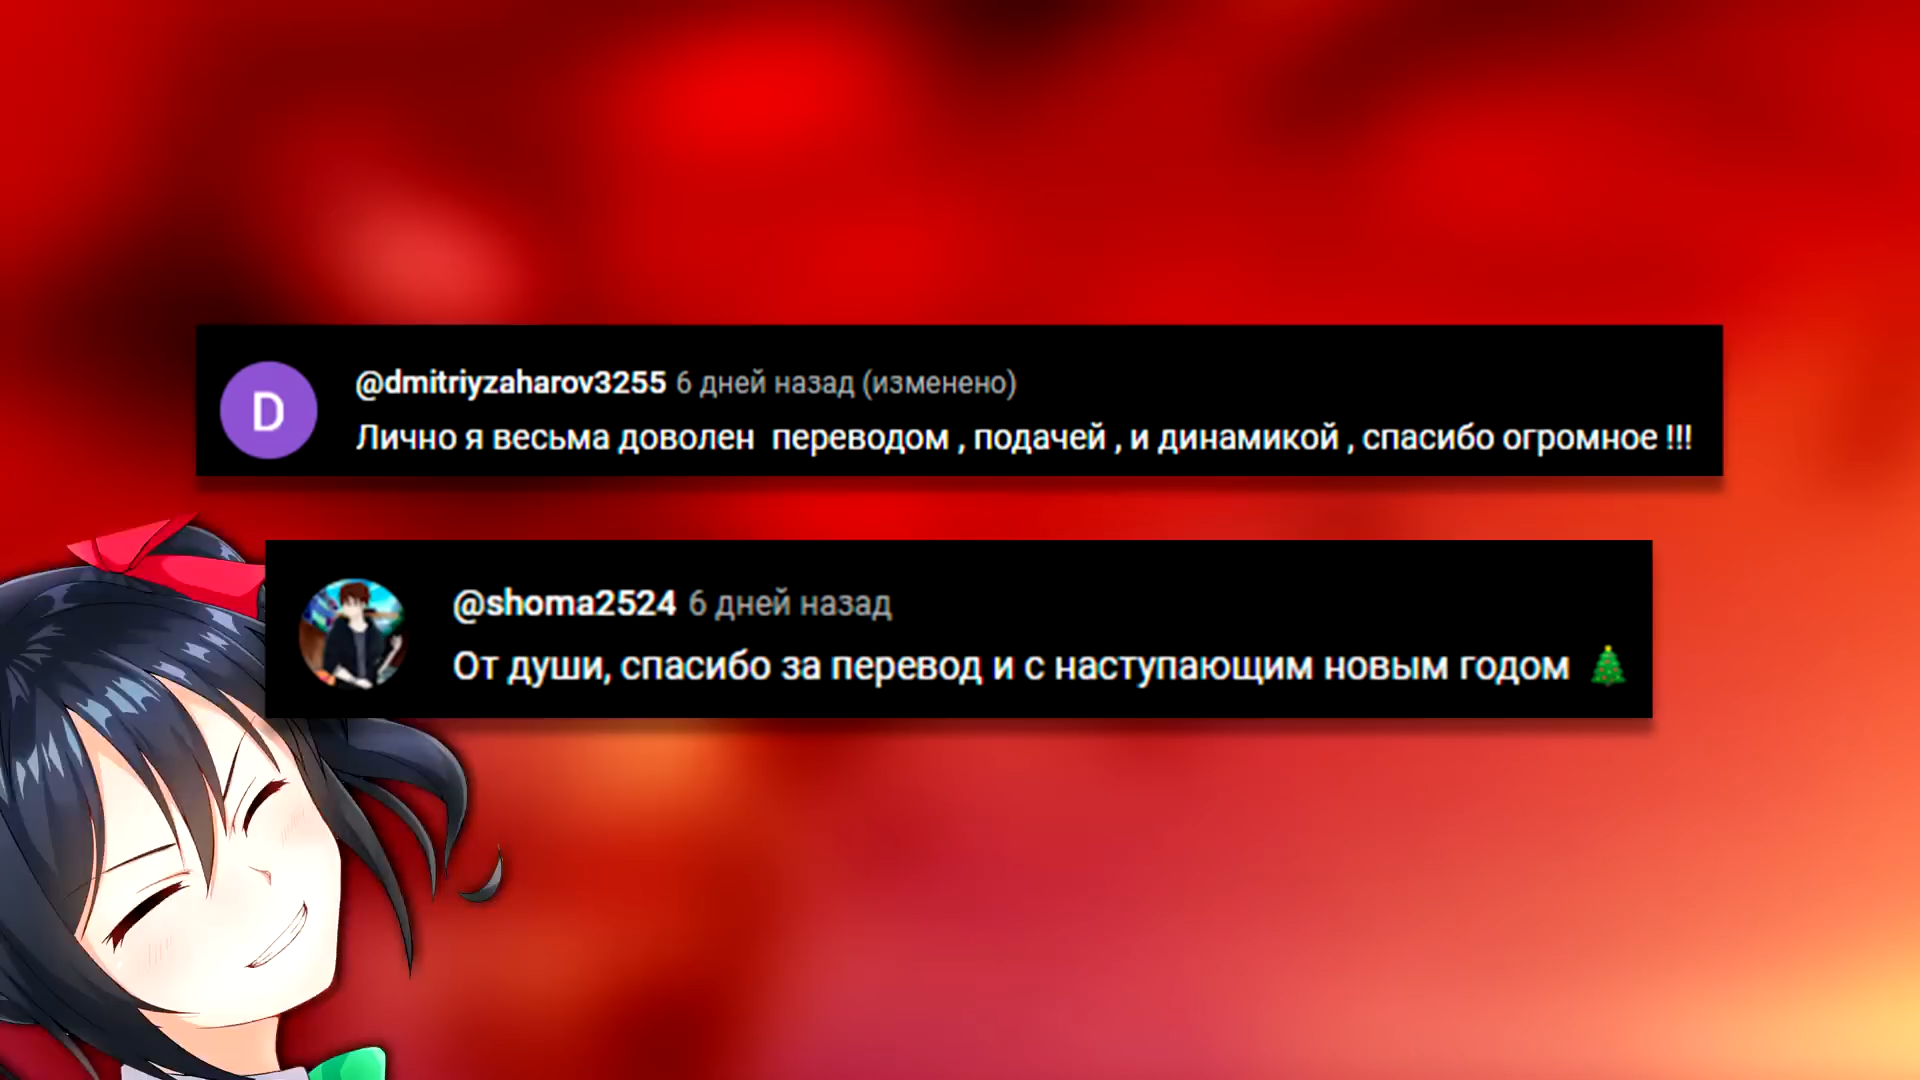 D
@dmitriyzaharov3255 6 дней назад (изменено)
Лично я весьма доволен  переводом , подачей , и динамикой , спасибо огромное !!!
@shoma2524 6 дней назад
От души, спасибо за перевод и с наступающим новым годом 🎄